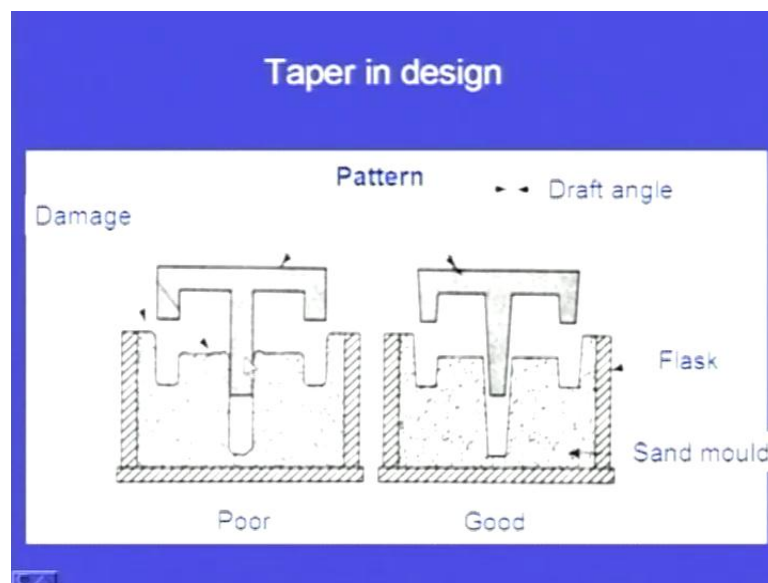 Taper in design
Pattern
Draft angle
Damage
Flask
Sand mould
Poor
Good